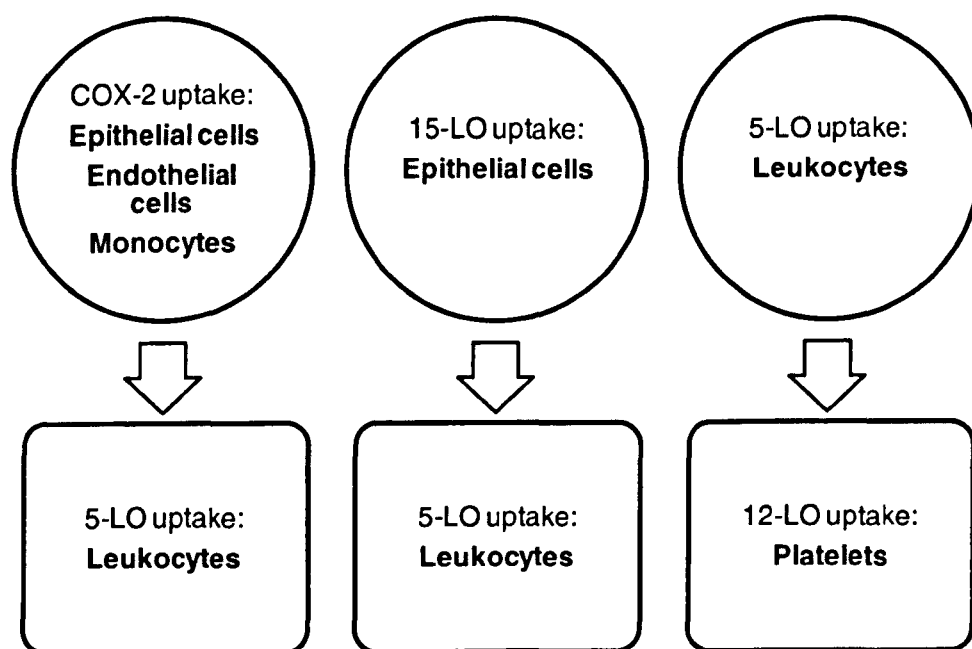 COX-2 uptake:
Epithelial cells
Endothelial
cells
Monocytes
15-LO uptake:
Epithelial cells
5-LO uptake:
Leukocytes
5-LO uptake:
Leukocytes
5-LO uptake:
Leukocytes
12-LO uptake:
Platelets